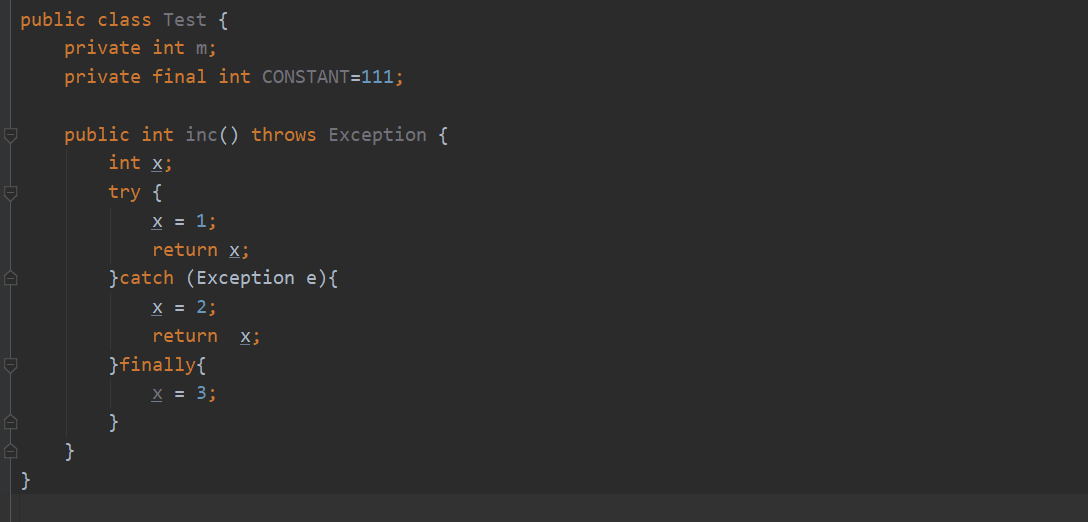 public class Test {
    private int m;
    private final int CONSTANT=111;
    public int inc() throws Exception {
        int x;
        try {
            x = 1;
            return x;
        }catch (Exception e){
            x = 2;
            return  x;
        }finally{
            x = 3;
        }
    }
}